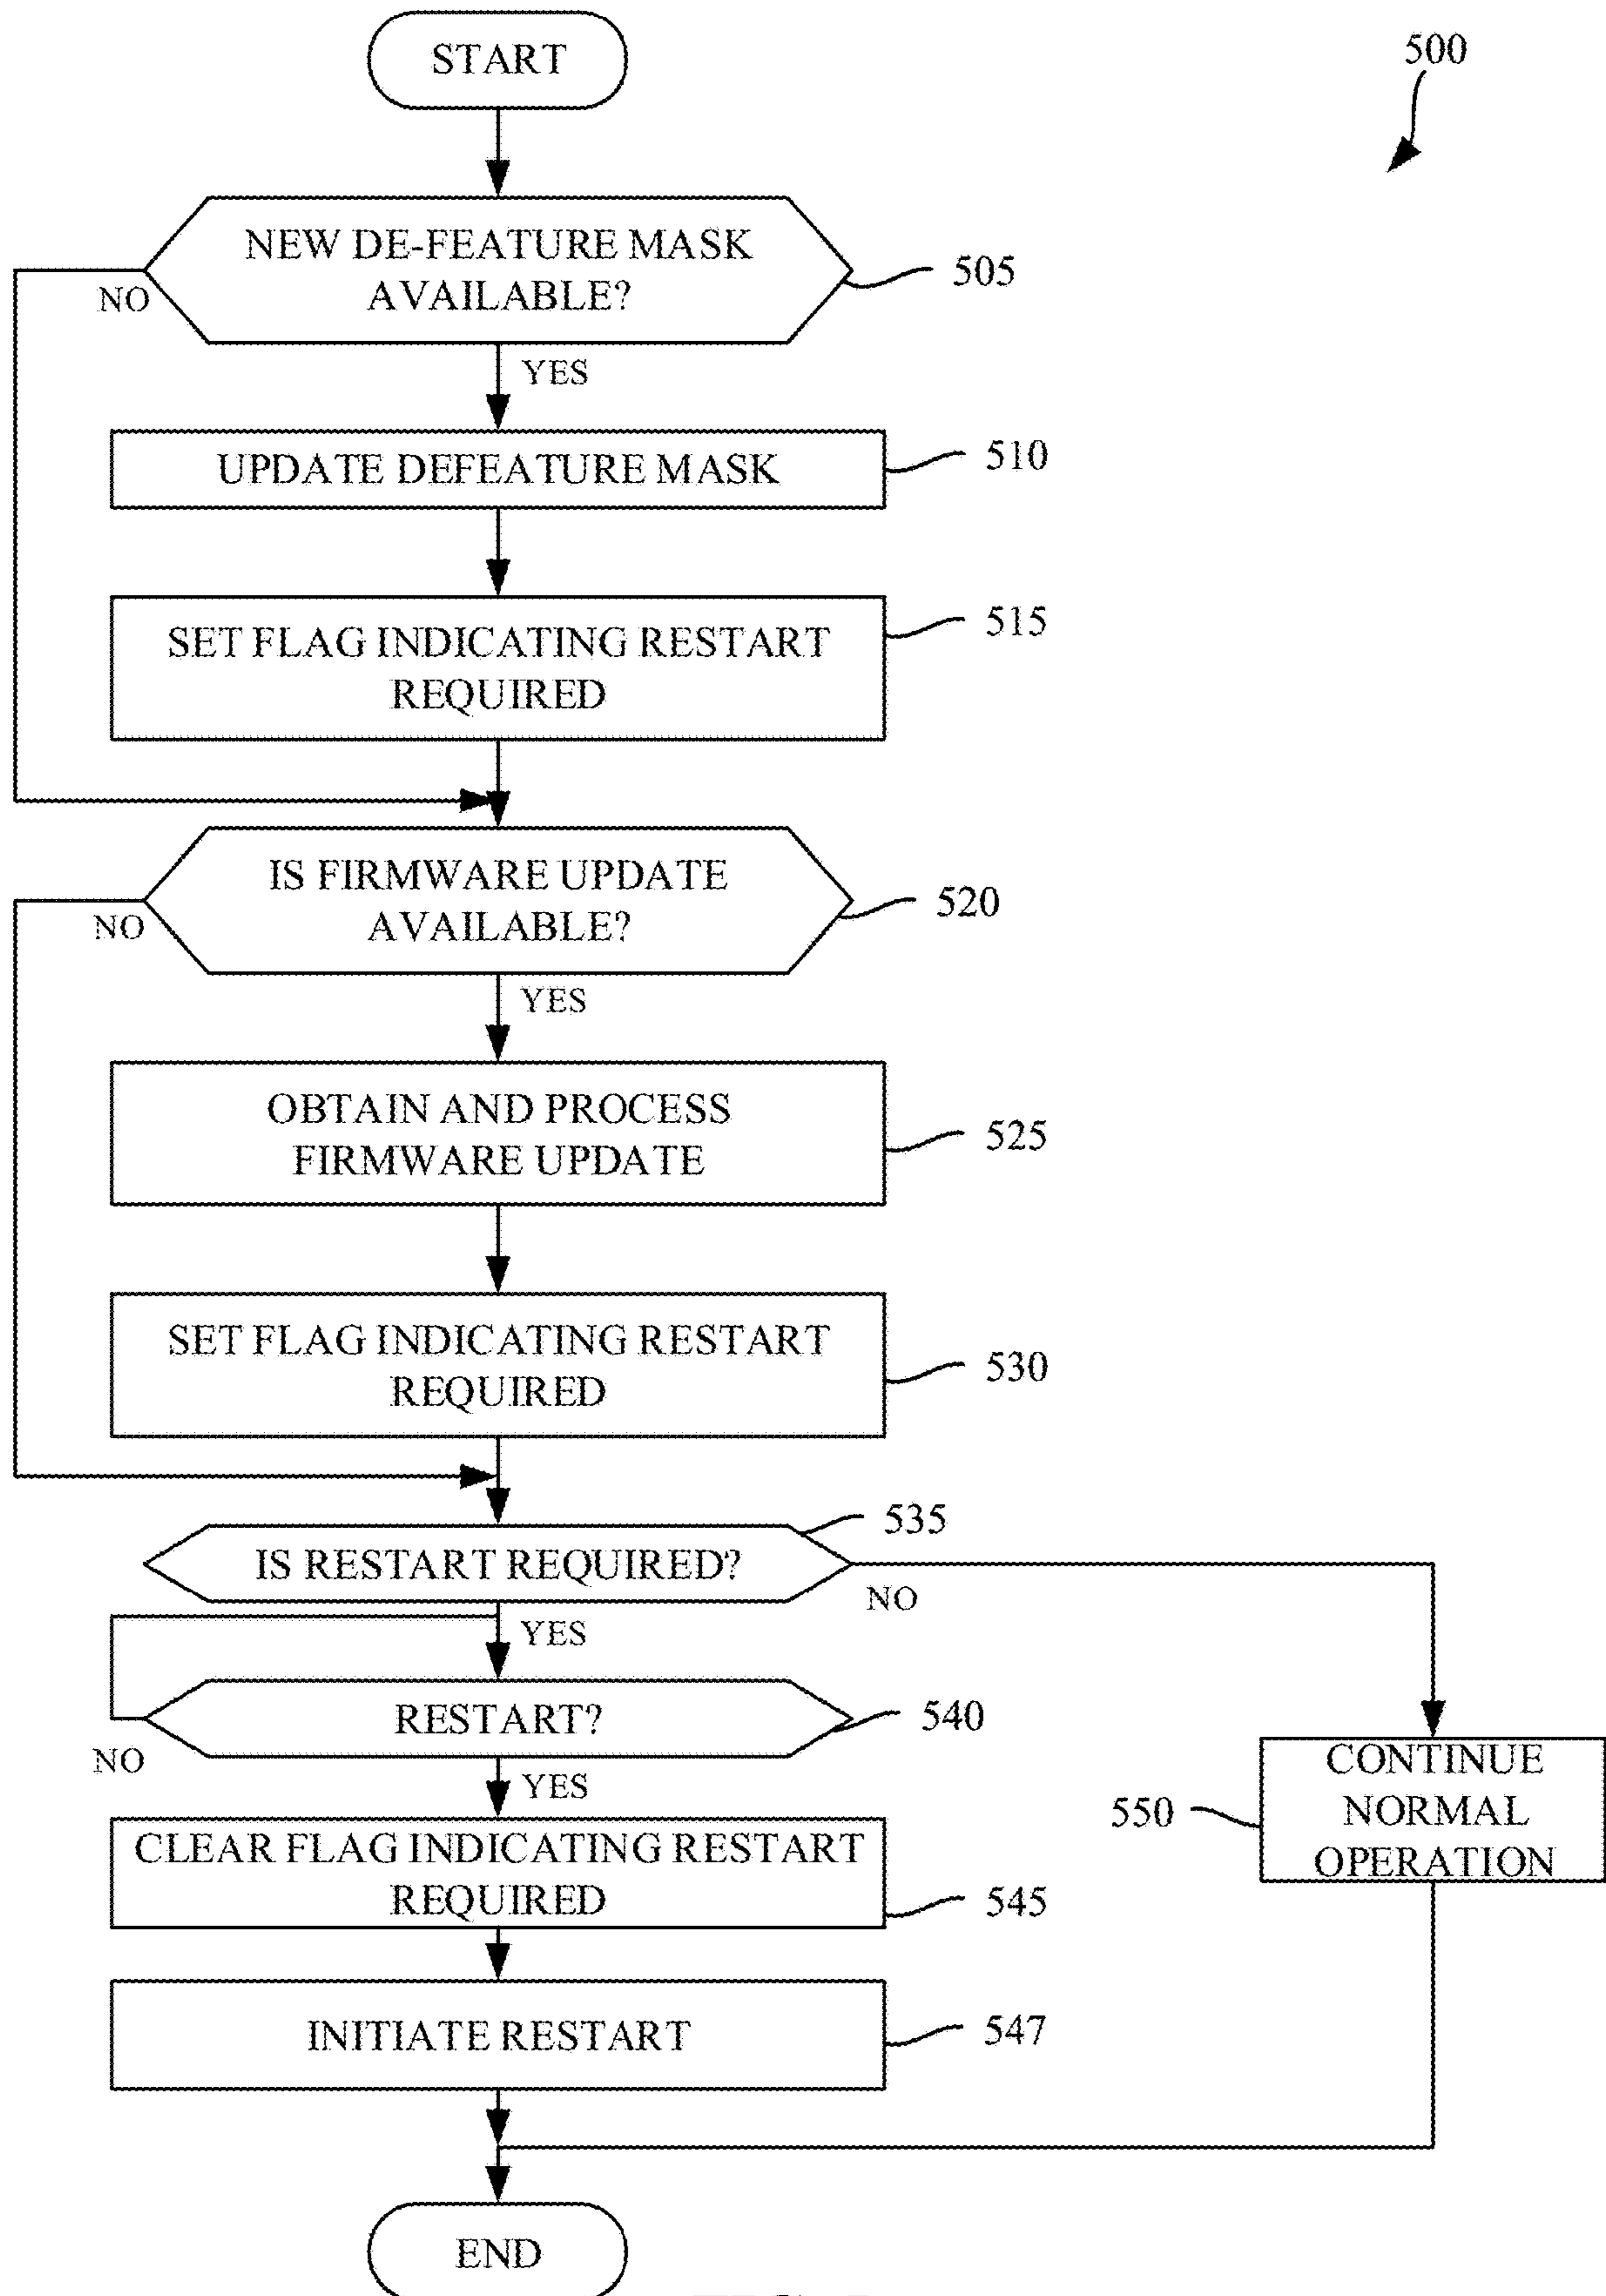 START
500
NEW DE-FEATURE MASK
AVAILABLE?
505
NO
YES
UPDATE DEFEATURE MASK
510
SET FLAG INDICATING RESTART
REQUIRED
515
IS FIRMWARE UPDATE
AVAILABLE?
520
NO
YES
OBTAIN AND PROCESS
FIRMWARE UPDATE
525
SET FLAG INDICATING RESTART
REQUIRED
530
535
IS RESTART REQUIRED?
NO
YES
RESTART?
540
NO
YES
CONTINUE
NORMAL
OPERATION
550
CLEAR FLAG INDICATING RESTART
REQUIRED
545
INITIATE RESTART
547
END